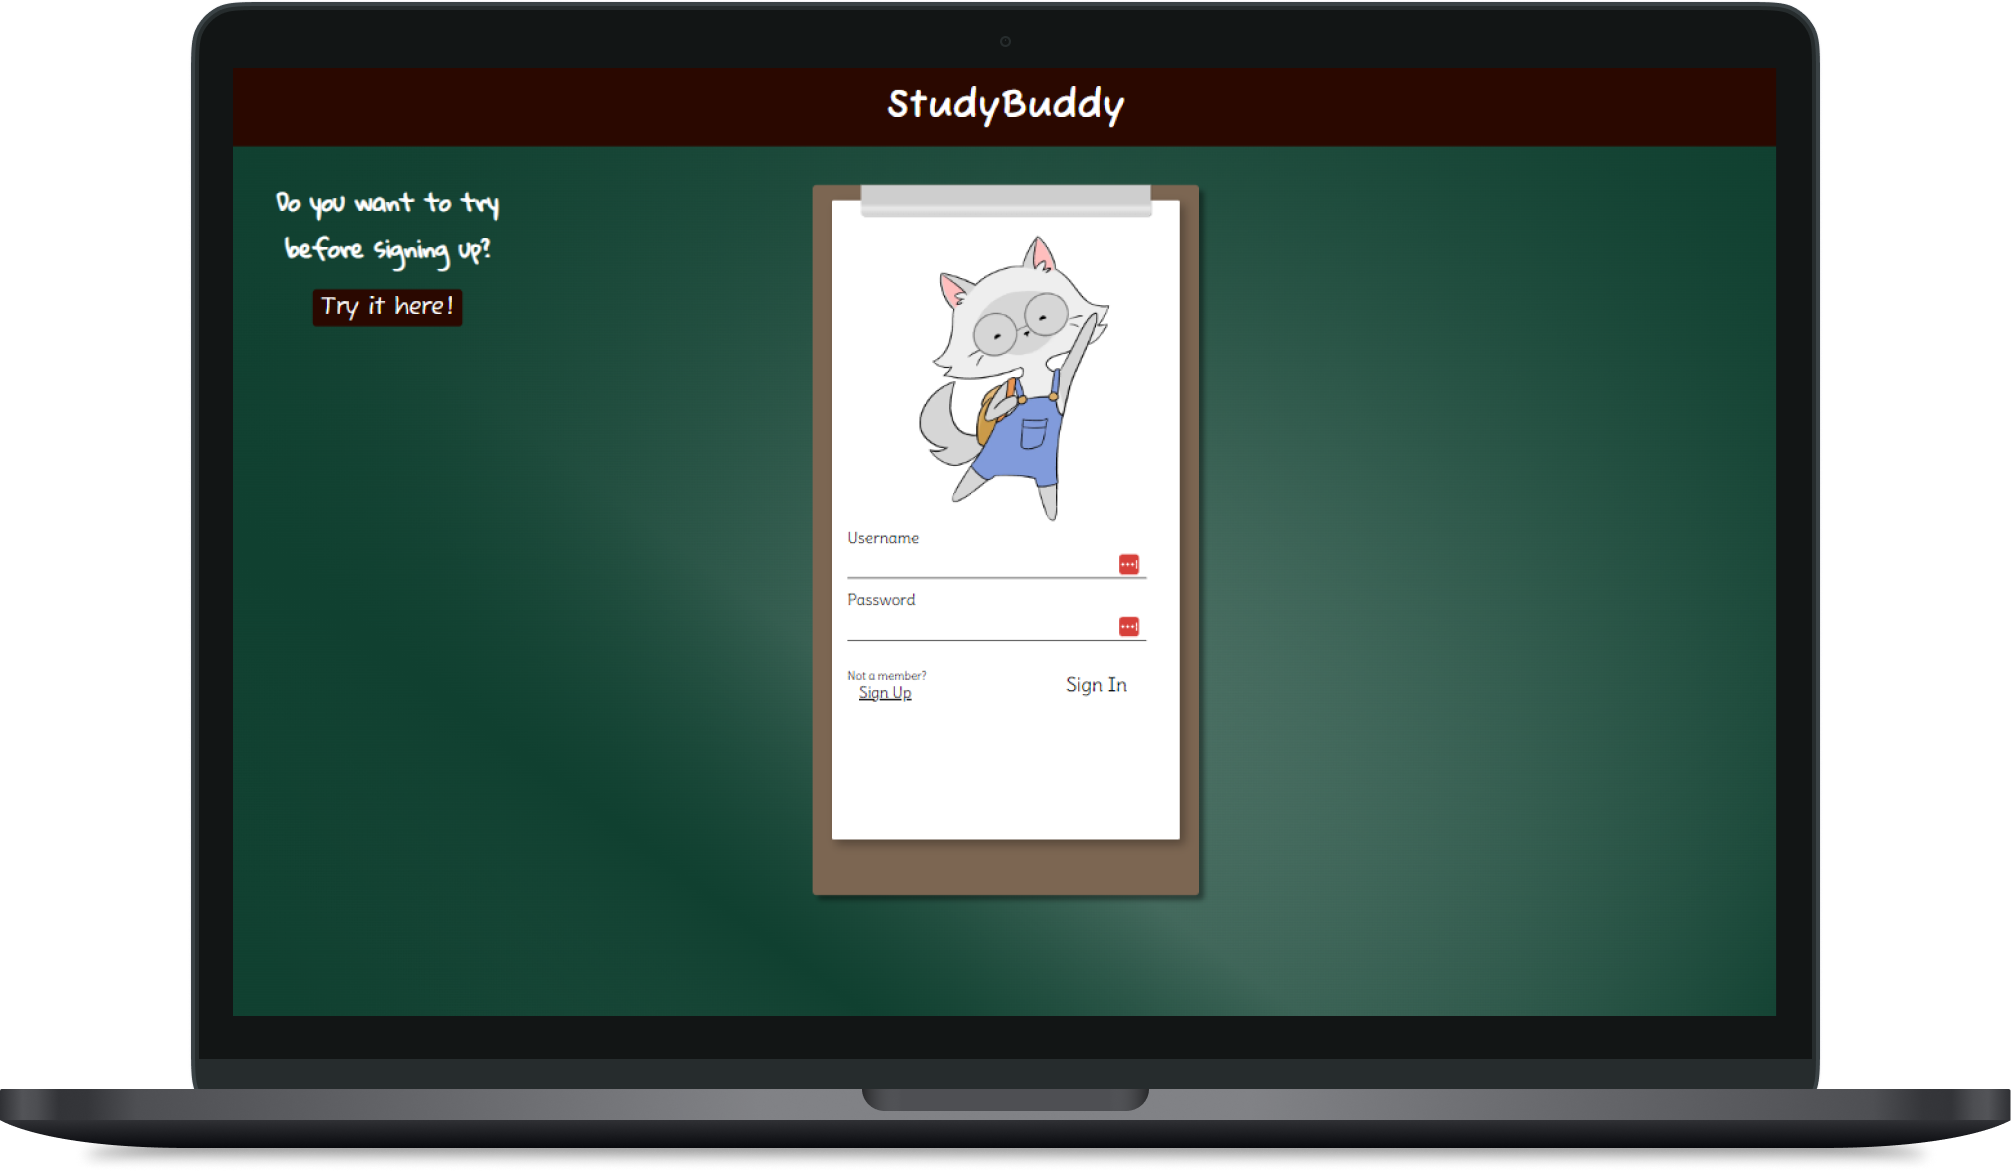 StudyBuddy
Do you want to try
before signing up?
Try it here!
Username
Password
Not a member?
Sign Up
Sign In